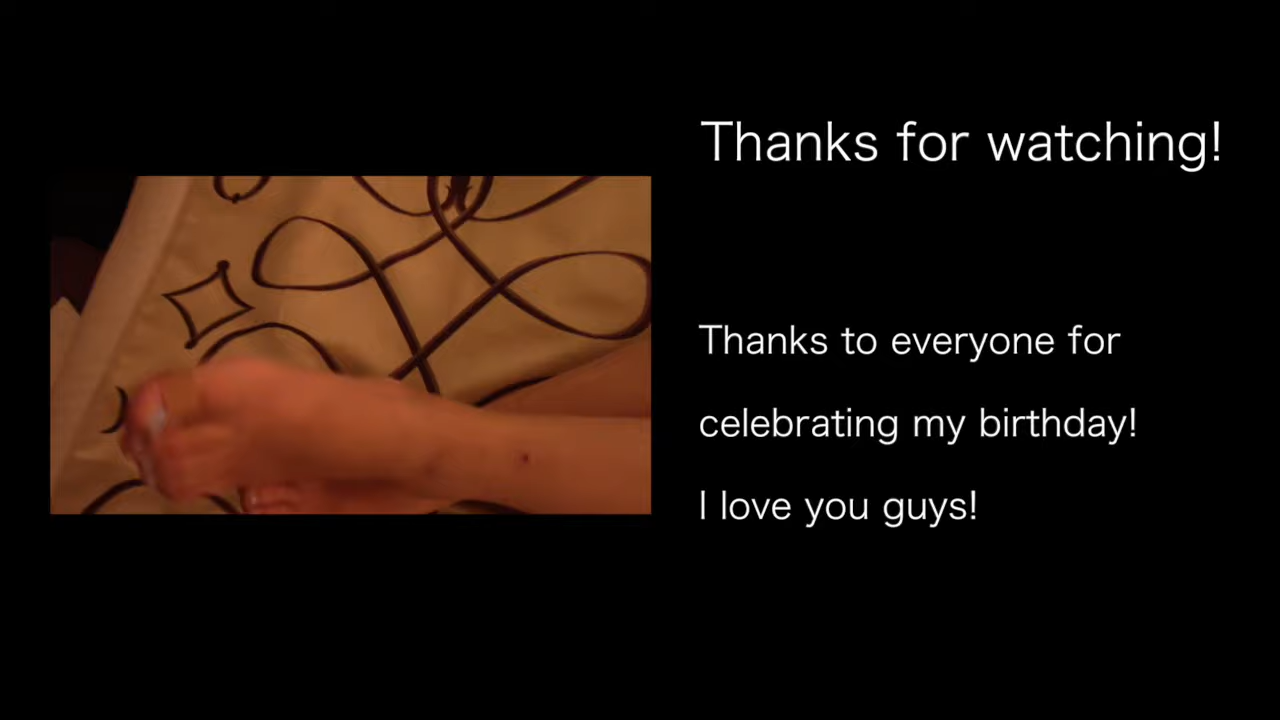 Thanks for watching!
Thanks to everyone for
celebrating my birthday!
I love you guys!